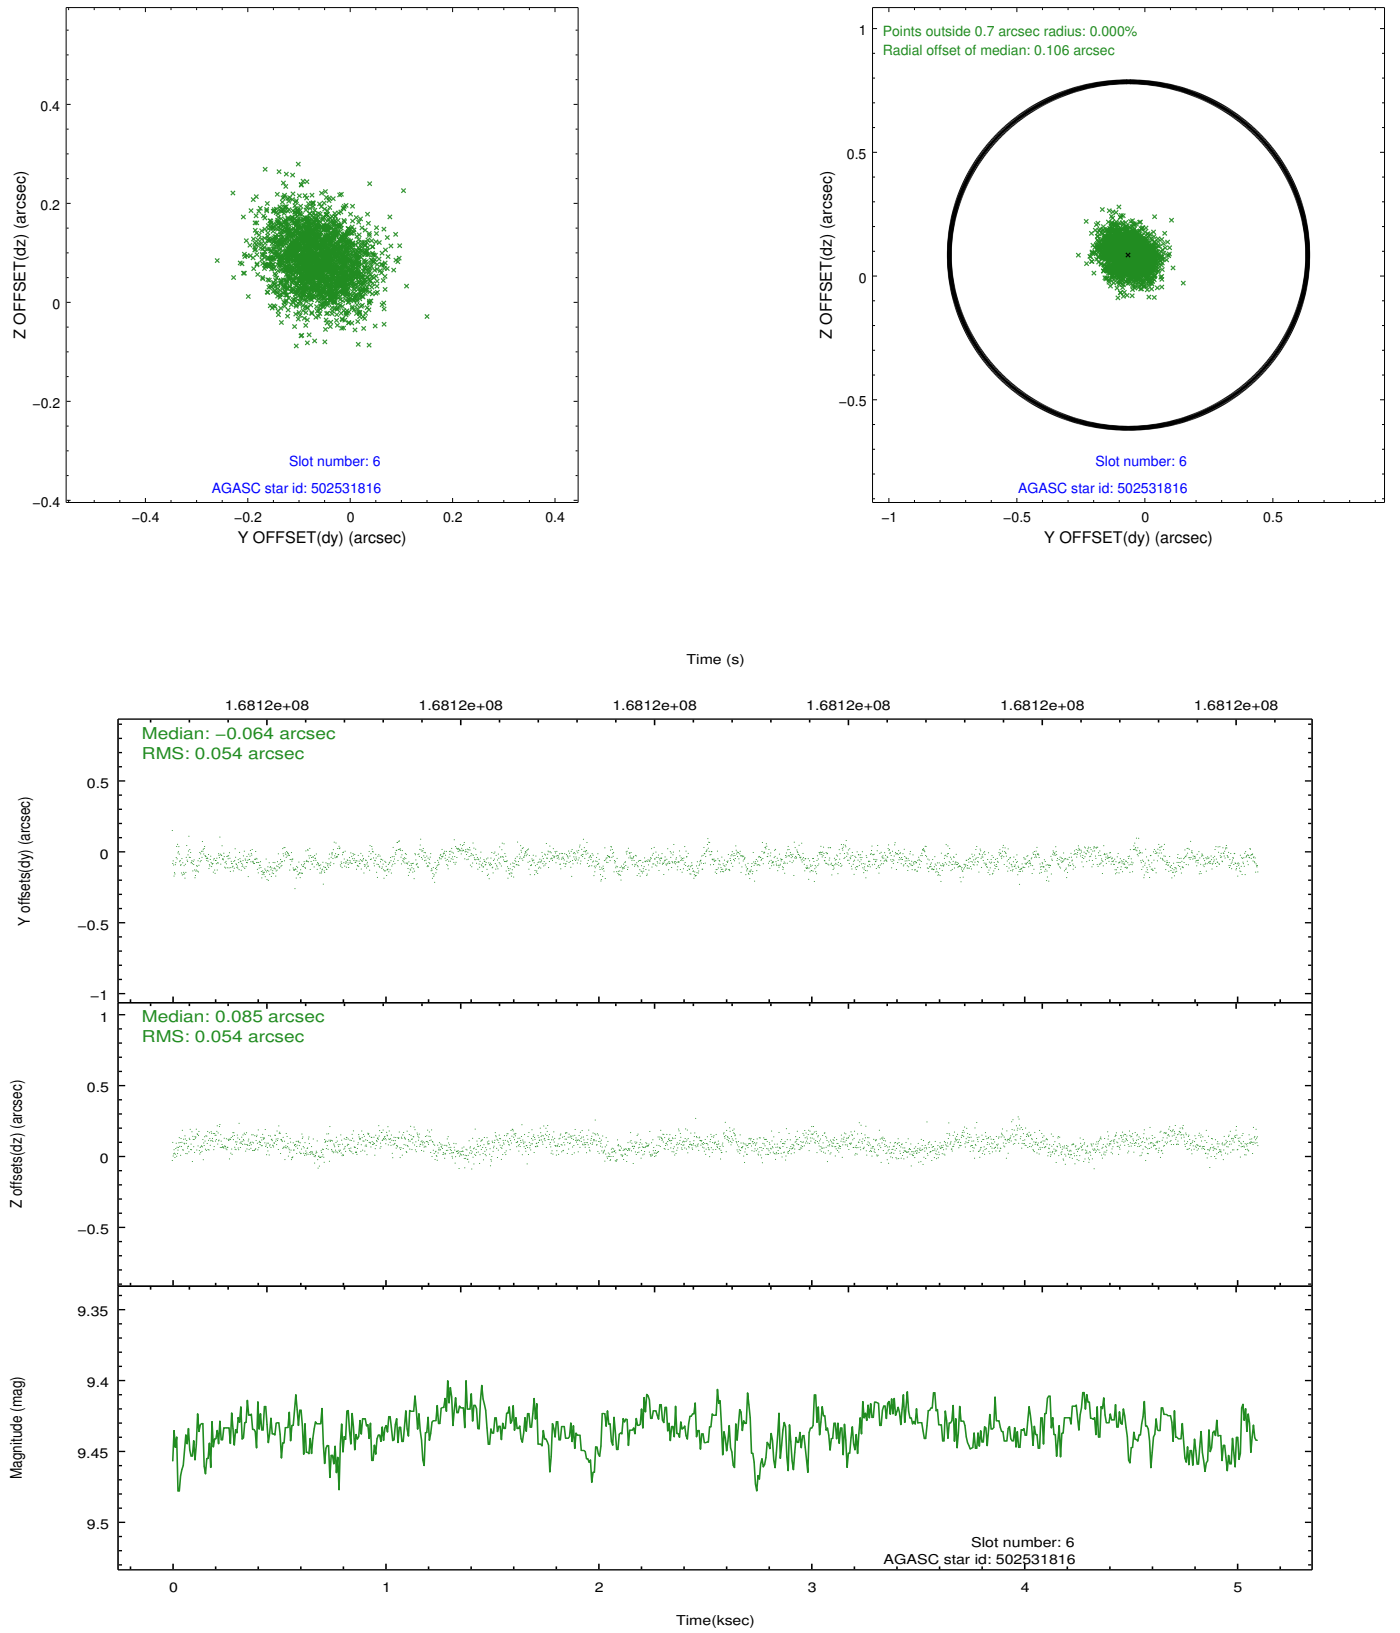 Z OFFSET(dz) (arcsec)
0.4
0.2
0
−0.2
−0.4
Slot number: 6
AGASC star id: 502531816
−0.4
−0.2
0
0.2
0.4
Y OFFSET(dy) (arcsec)
Points outside 0.7 arcsec radius: 0.000%
Radial offset of median: 0.106 arcsec
Z OFFSET(dz) (arcsec)
1
0.5
0
−0.5
Slot number: 6
AGASC star id: 502531816
−1
−0.5
0
0.5
Y OFFSET(dy) (arcsec)
Time (s)
1.6812e+08
1.6812e+08
1.6812e+08
1.6812e+08
1.6812e+08
1.6812e+08
Median: −0.064 arcsec
RMS: 0.054 arcsec
Y offsets(dy) (arcsec)
0.5
0
−0.5
−1
Median: 0.085 arcsec
RMS: 0.054 arcsec
Z offsets(dz) (arcsec)
1
0.5
0
−0.5
Magnitude (mag)
9.35
9.4
9.45
9.5
Slot number: 6
AGASC star id: 502531816
0
1
2
3
4
5
Time(ksec)